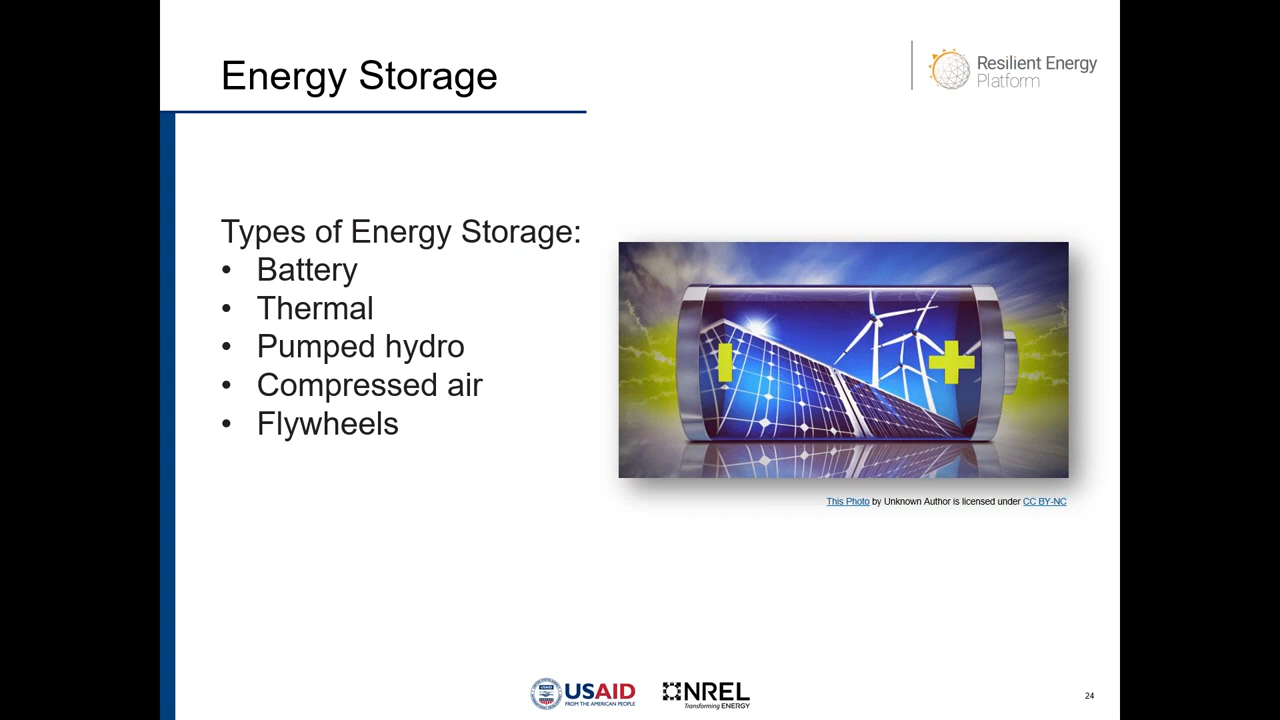 Energy Storage
Resilient Energy
Platform
Types of Energy Storage:
• Battery
• Thermal
• Pumped hydro
• Compressed air
• Flywheels
This Photo by Unknown Author is licensed under CC BY-NC
USAID
FROM THE AMERICAN PEOPLE
NREL
Transforming ENERGY
24